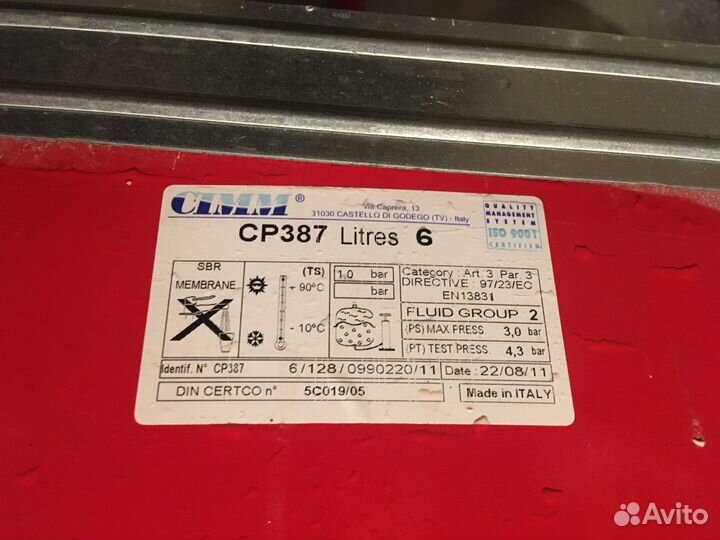 CIMM®
Via Caprera, 13
31030 CASTELLO DI GODEGO (TV) - Italy
QUALITY
MANAGEMENT
SYSTEM
ISO 9001
CERTIFIED
CP387 Litres 6
SBR
MEMBRANE
(TS)
+ 90°C
- 10°C
1,0 bar
bar
Category : Art. 3 Par. 3
DIRECTIVE : 97/23/EC
EN13831
FLUID GROUP 2
(PS) MAX PRESS 3,0 bar
(PT) TEST PRESS. 4,3 bar
Identif. N° CP387 6/128/0990220/11 Date : 22/08/11
DIN CERTCO n° 5C019/05 Made in ITALY
Avito